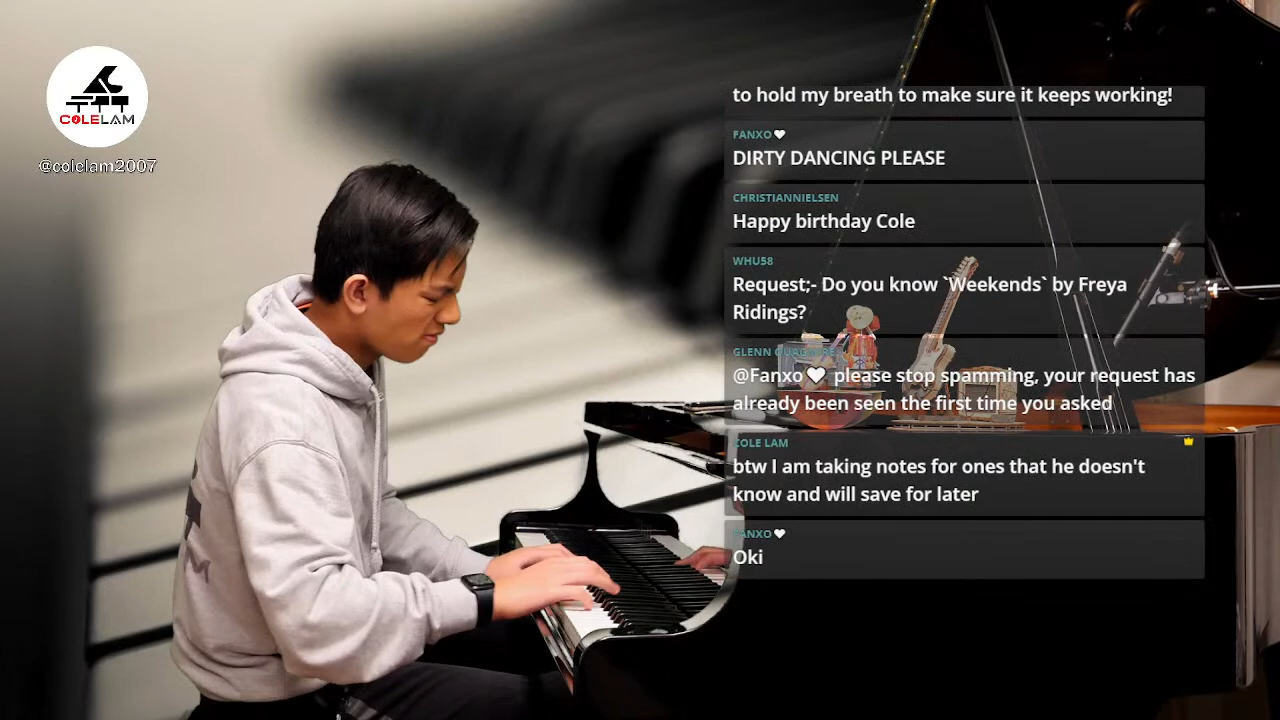 COLELAM
@colelam2007
to hold my breath to make sure it keeps working!
FANXO🤍
DIRTY DANCING PLEASE
CHRISTIANNIELSEN
Happy birthday Cole
WHU58
Request;- Do you know `Weekends` by Freya
Ridings?
GLENN
@Fanxo🤍 please stop spamming, your request has
already been seen the first time you asked
COLE LAM
btw I am taking notes for ones that he doesn't
know and will save for later
FANXO🤍
Oki